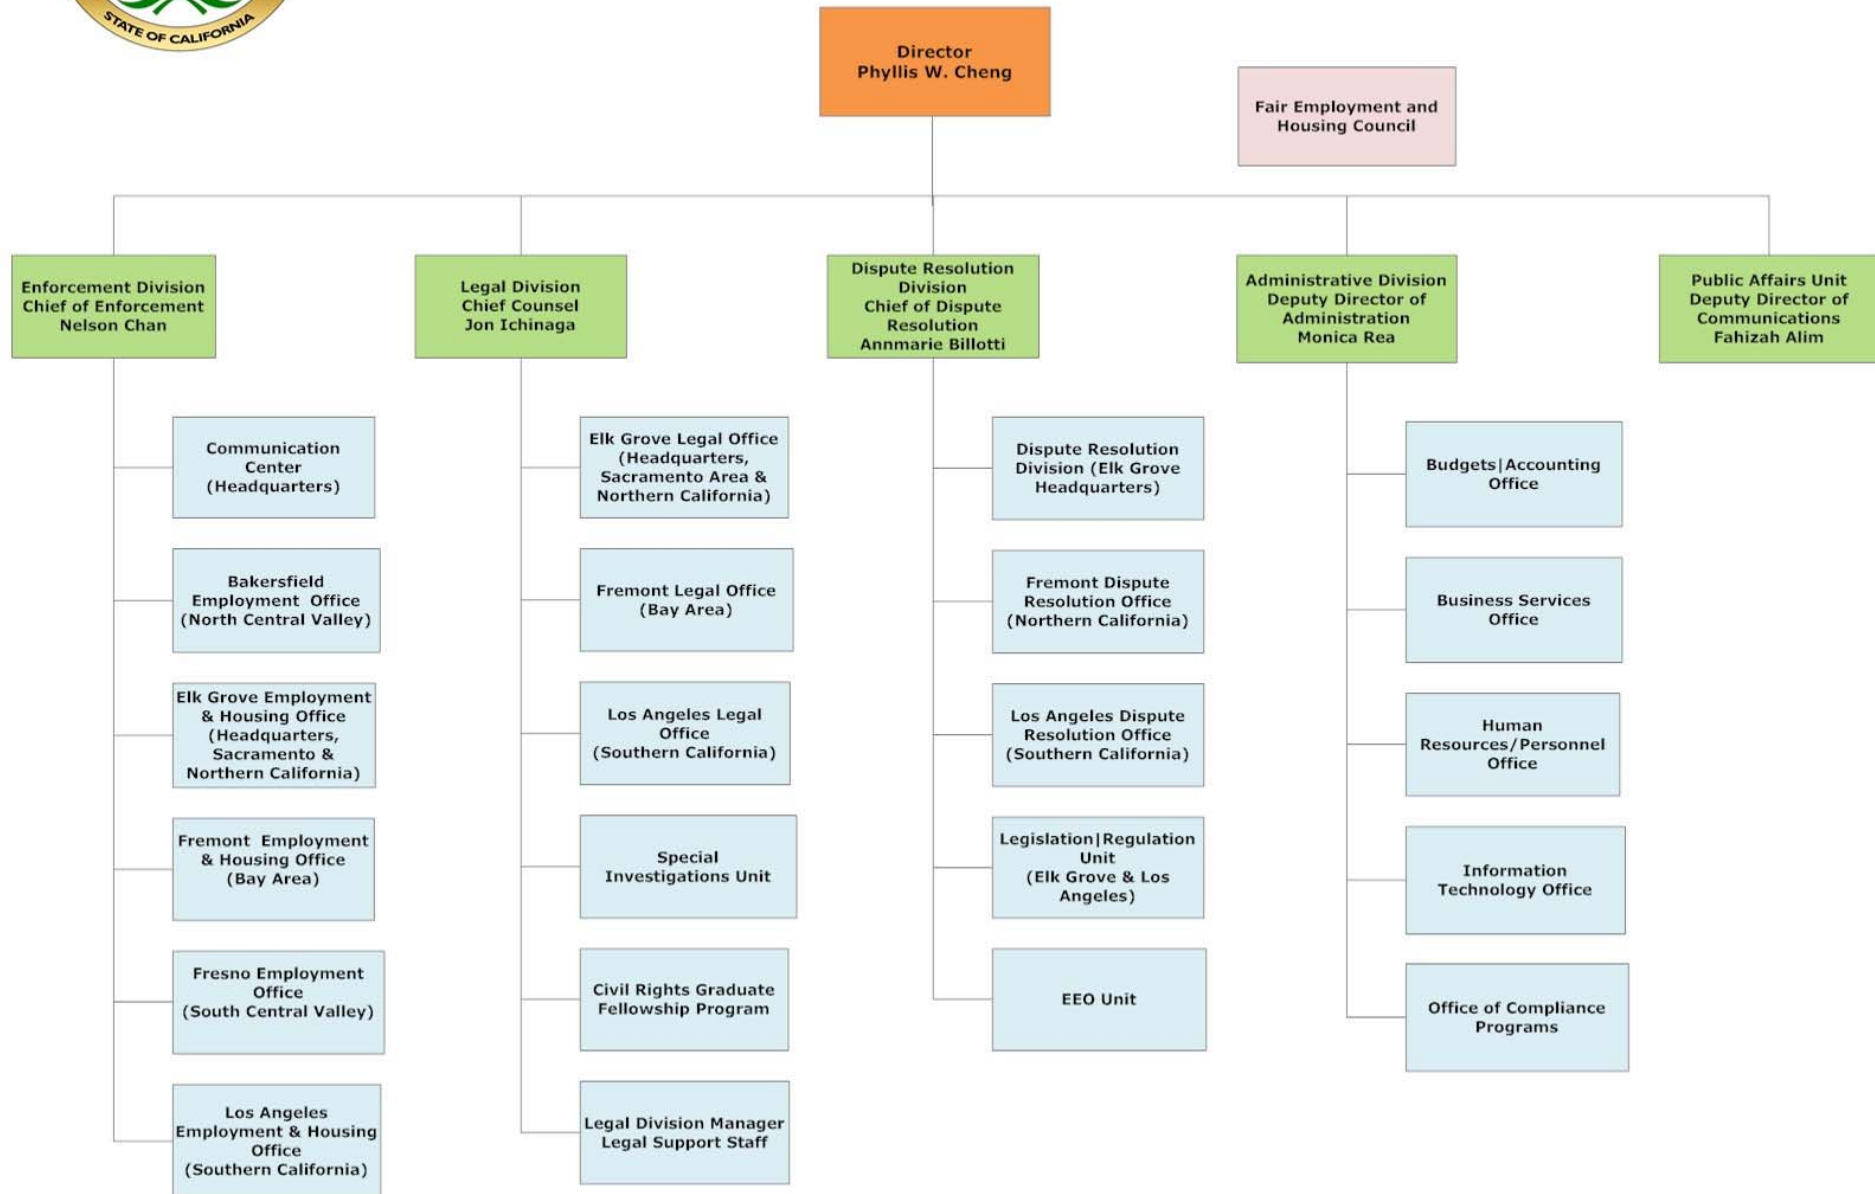 STATE OF CALIFORNIA
Director
Phyllis W. Cheng
Fair Employment and
Housing Council
Enforcement Division
Chief of Enforcement
Nelson Chan
Legal Division
Chief Counsel
Jon Ichinaga
Dispute Resolution
Division
Chief of Dispute
Resolution
Annmarie Billotti
Administrative Division
Deputy Director of
Administration
Monica Rea
Public Affairs Unit
Deputy Director of
Communications
Fahizah Alim
Communication
Center
(Headquarters)
Bakersfield
Employment Office
(North Central Valley)
Elk Grove Employment
& Housing Office
(Headquarters,
Sacramento &
Northern California)
Fremont Employment
& Housing Office
(Bay Area)
Fresno Employment
Office
(South Central Valley)
Los Angeles
Employment & Housing
Office
(Southern California)
Elk Grove Legal Office
(Headquarters,
Sacramento Area &
Northern California)
Fremont Legal Office
(Bay Area)
Los Angeles Legal
Office
(Southern California)
Special
Investigations Unit
Civil Rights Graduate
Fellowship Program
Legal Division Manager
Legal Support Staff
Dispute Resolution
Division (Elk Grove
Headquarters)
Fremont Dispute
Resolution Office
(Northern California)
Los Angeles Dispute
Resolution Office
(Southern California)
Legislation|Regulation
Unit
(Elk Grove & Los
Angeles)
EEO Unit
Budgets|Accounting
Office
Business Services
Office
Human
Resources/Personnel
Office
Information
Technology Office
Office of Compliance
Programs